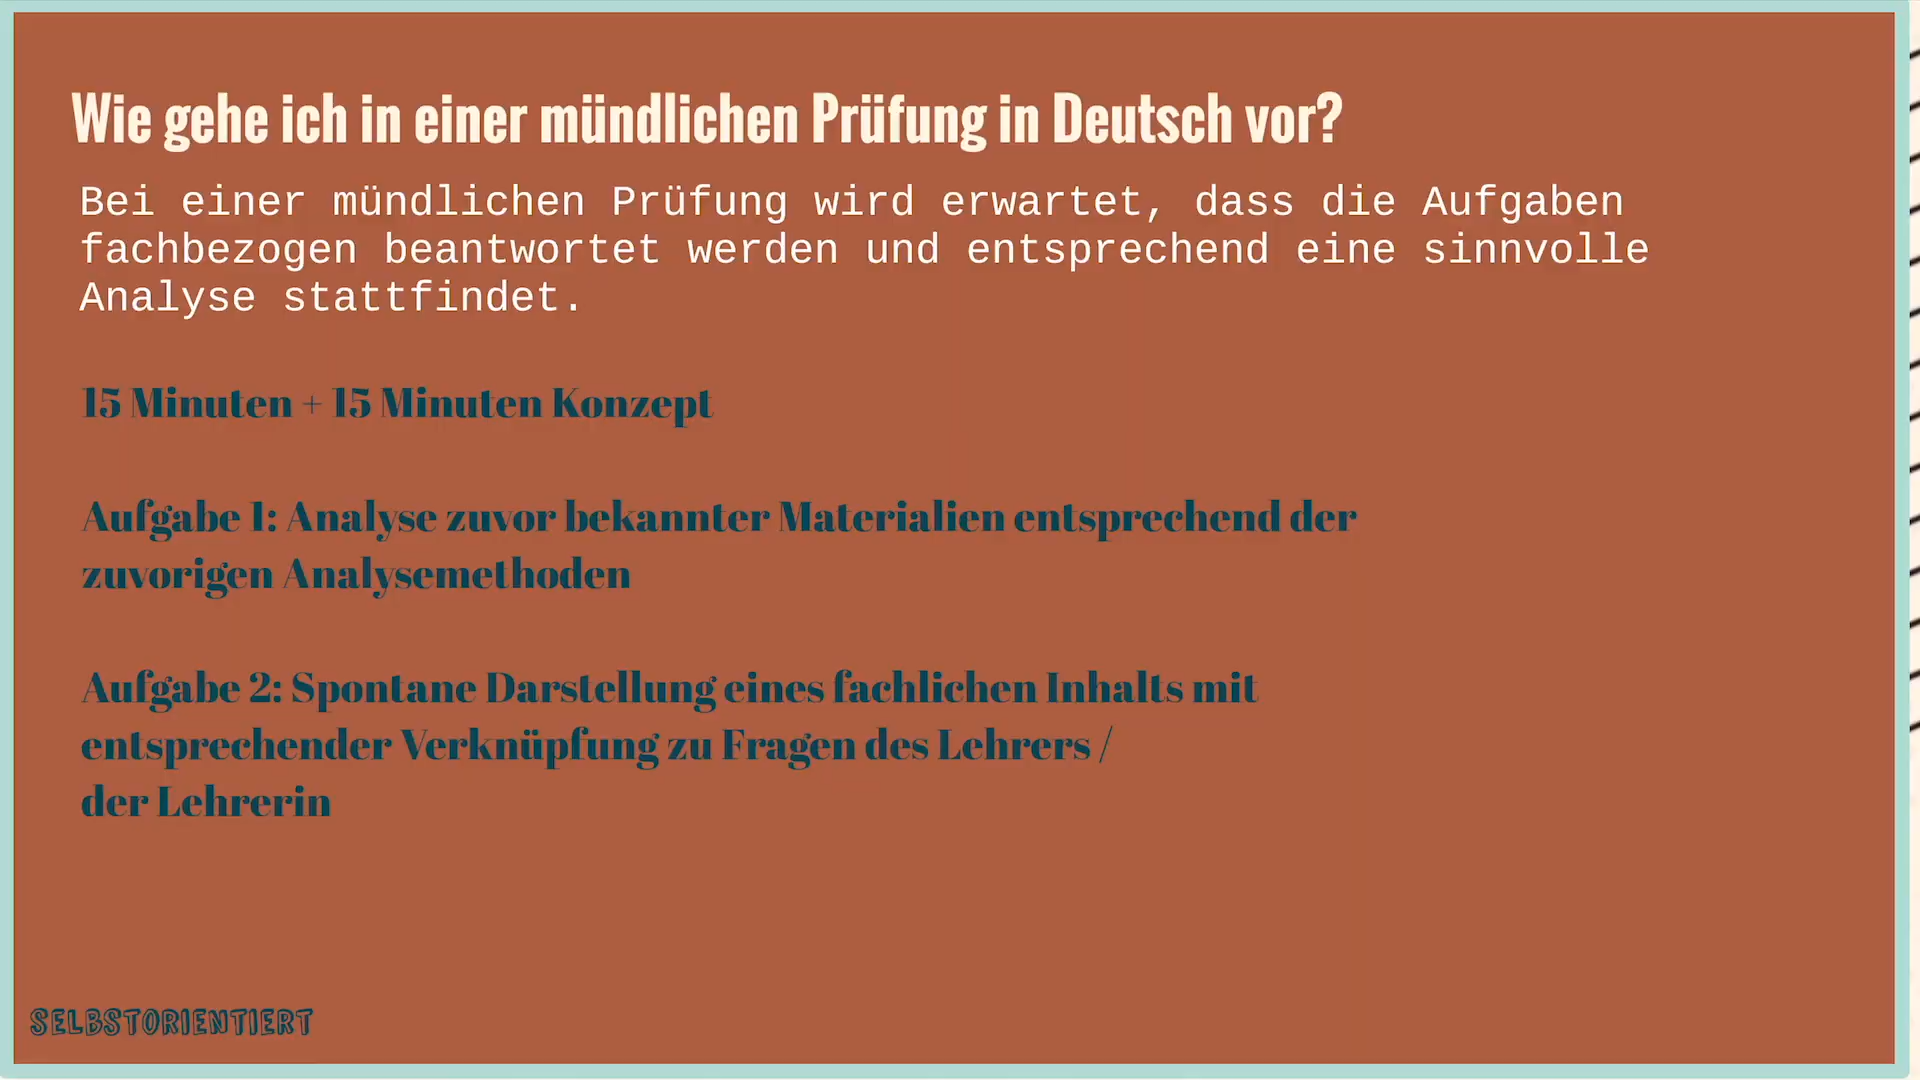 Wie gehe ich in einer mündlichen Prüfung in Deutsch vor?
Bei einer mündlichen Prüfung wird erwartet, dass die Aufgaben
fachbezogen beantwortet werden und entsprechend eine sinnvolle
Analyse stattfindet.
15 Minuten + 15 Minuten Konzept
Aufgabe 1: Analyse zuvor bekannter Materialien entsprechend der
zuvorigen Analysemethoden
Aufgabe 2: Spontane Darstellung eines fachlichen Inhalts mit
entsprechender Verknüpfung zu Fragen des Lehrers /
der Lehrerin
SELBSTORIENTIERT